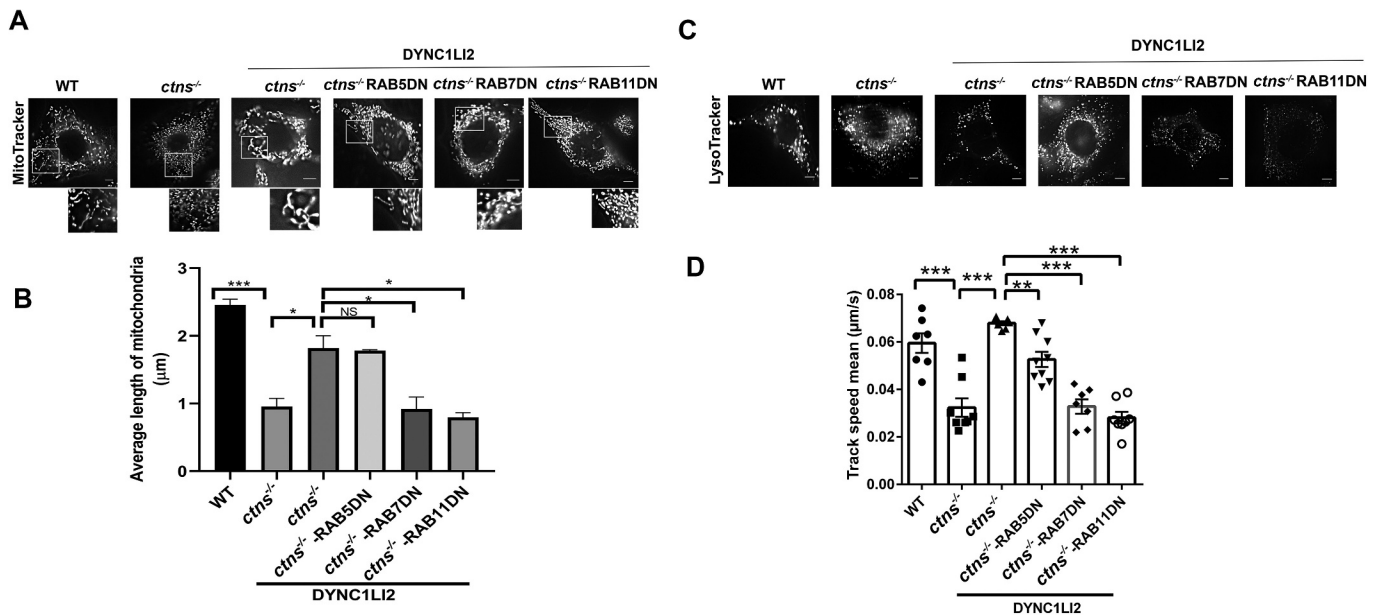 A
DYNC1LI2
WT ctns-/- ctns-/- ctns-/-RAB5DN ctns-/-RAB7DN ctns-/-RAB11DN
MitoTracker
C
DYNC1LI2
WT ctns-/- ctns-/- ctns-/-RAB5DN ctns-/-RAB7DN ctns-/-RAB11DN
LysoTracker
B
Average length of mitochondria
(μm)
3
2
1
0
***
*
NS
*
*
WT
ctns-/-
ctns-/-
ctns-/--RAB5DN
ctns-/--RAB7DN
ctns-/--RAB11DN
DYNC1LI2
D
Track speed mean (μm/s)
0.08
0.06
0.04
0.02
0.00
***
***
**
***
***
WT
ctns-/-
ctns-/-
ctns-/--RAB5DN
ctns-/--RAB7DN
ctns-/--RAB11DN
DYNC1LI2